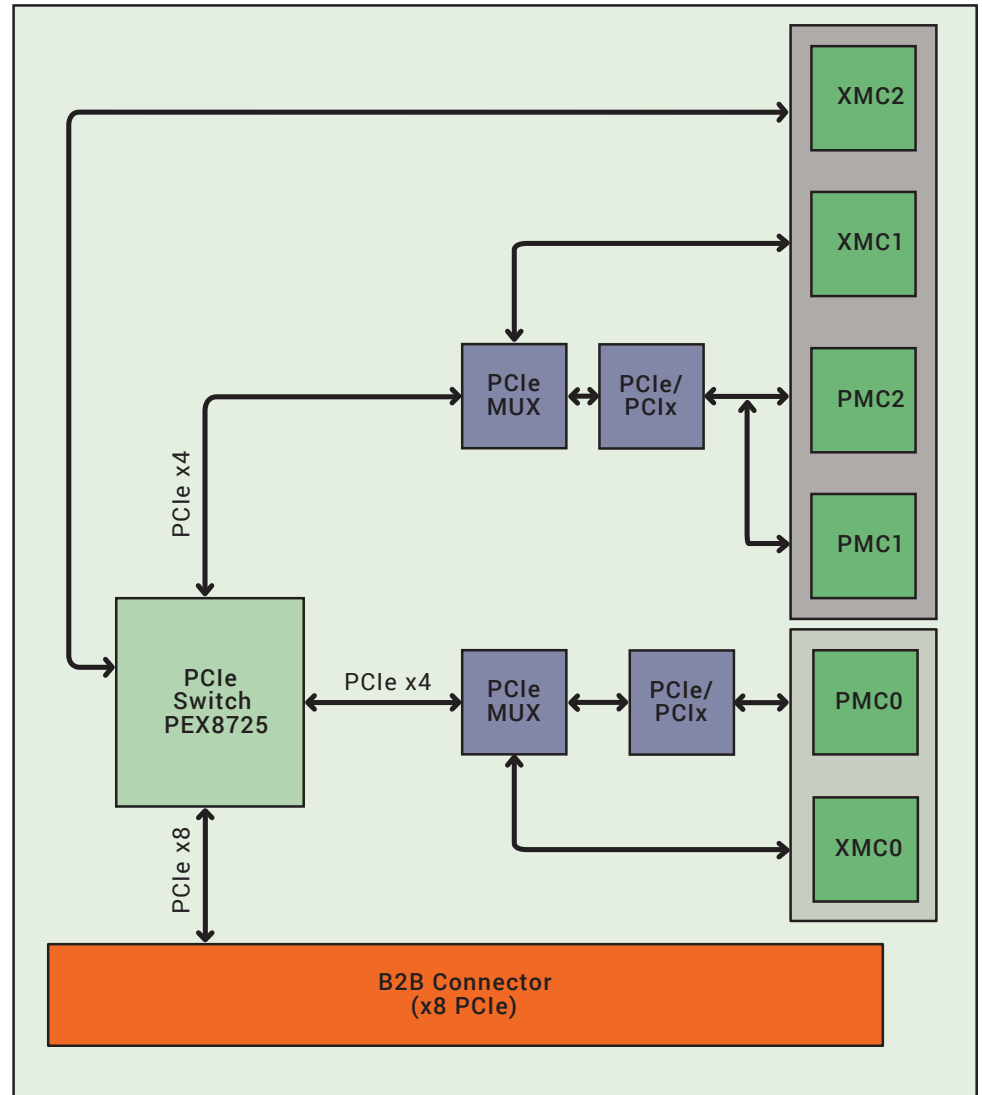 XMC2
XMC1
PCIe
MUX
PCIe/
PCIx
PMC2
PCIe x4
PMC1
PCIe
Switch
PEX8725
PCIe x4
PCIe
MUX
PCIe/
PCIx
PMC0
PCIe x8
XMC0
B2B Connector
(x8 PCIe)